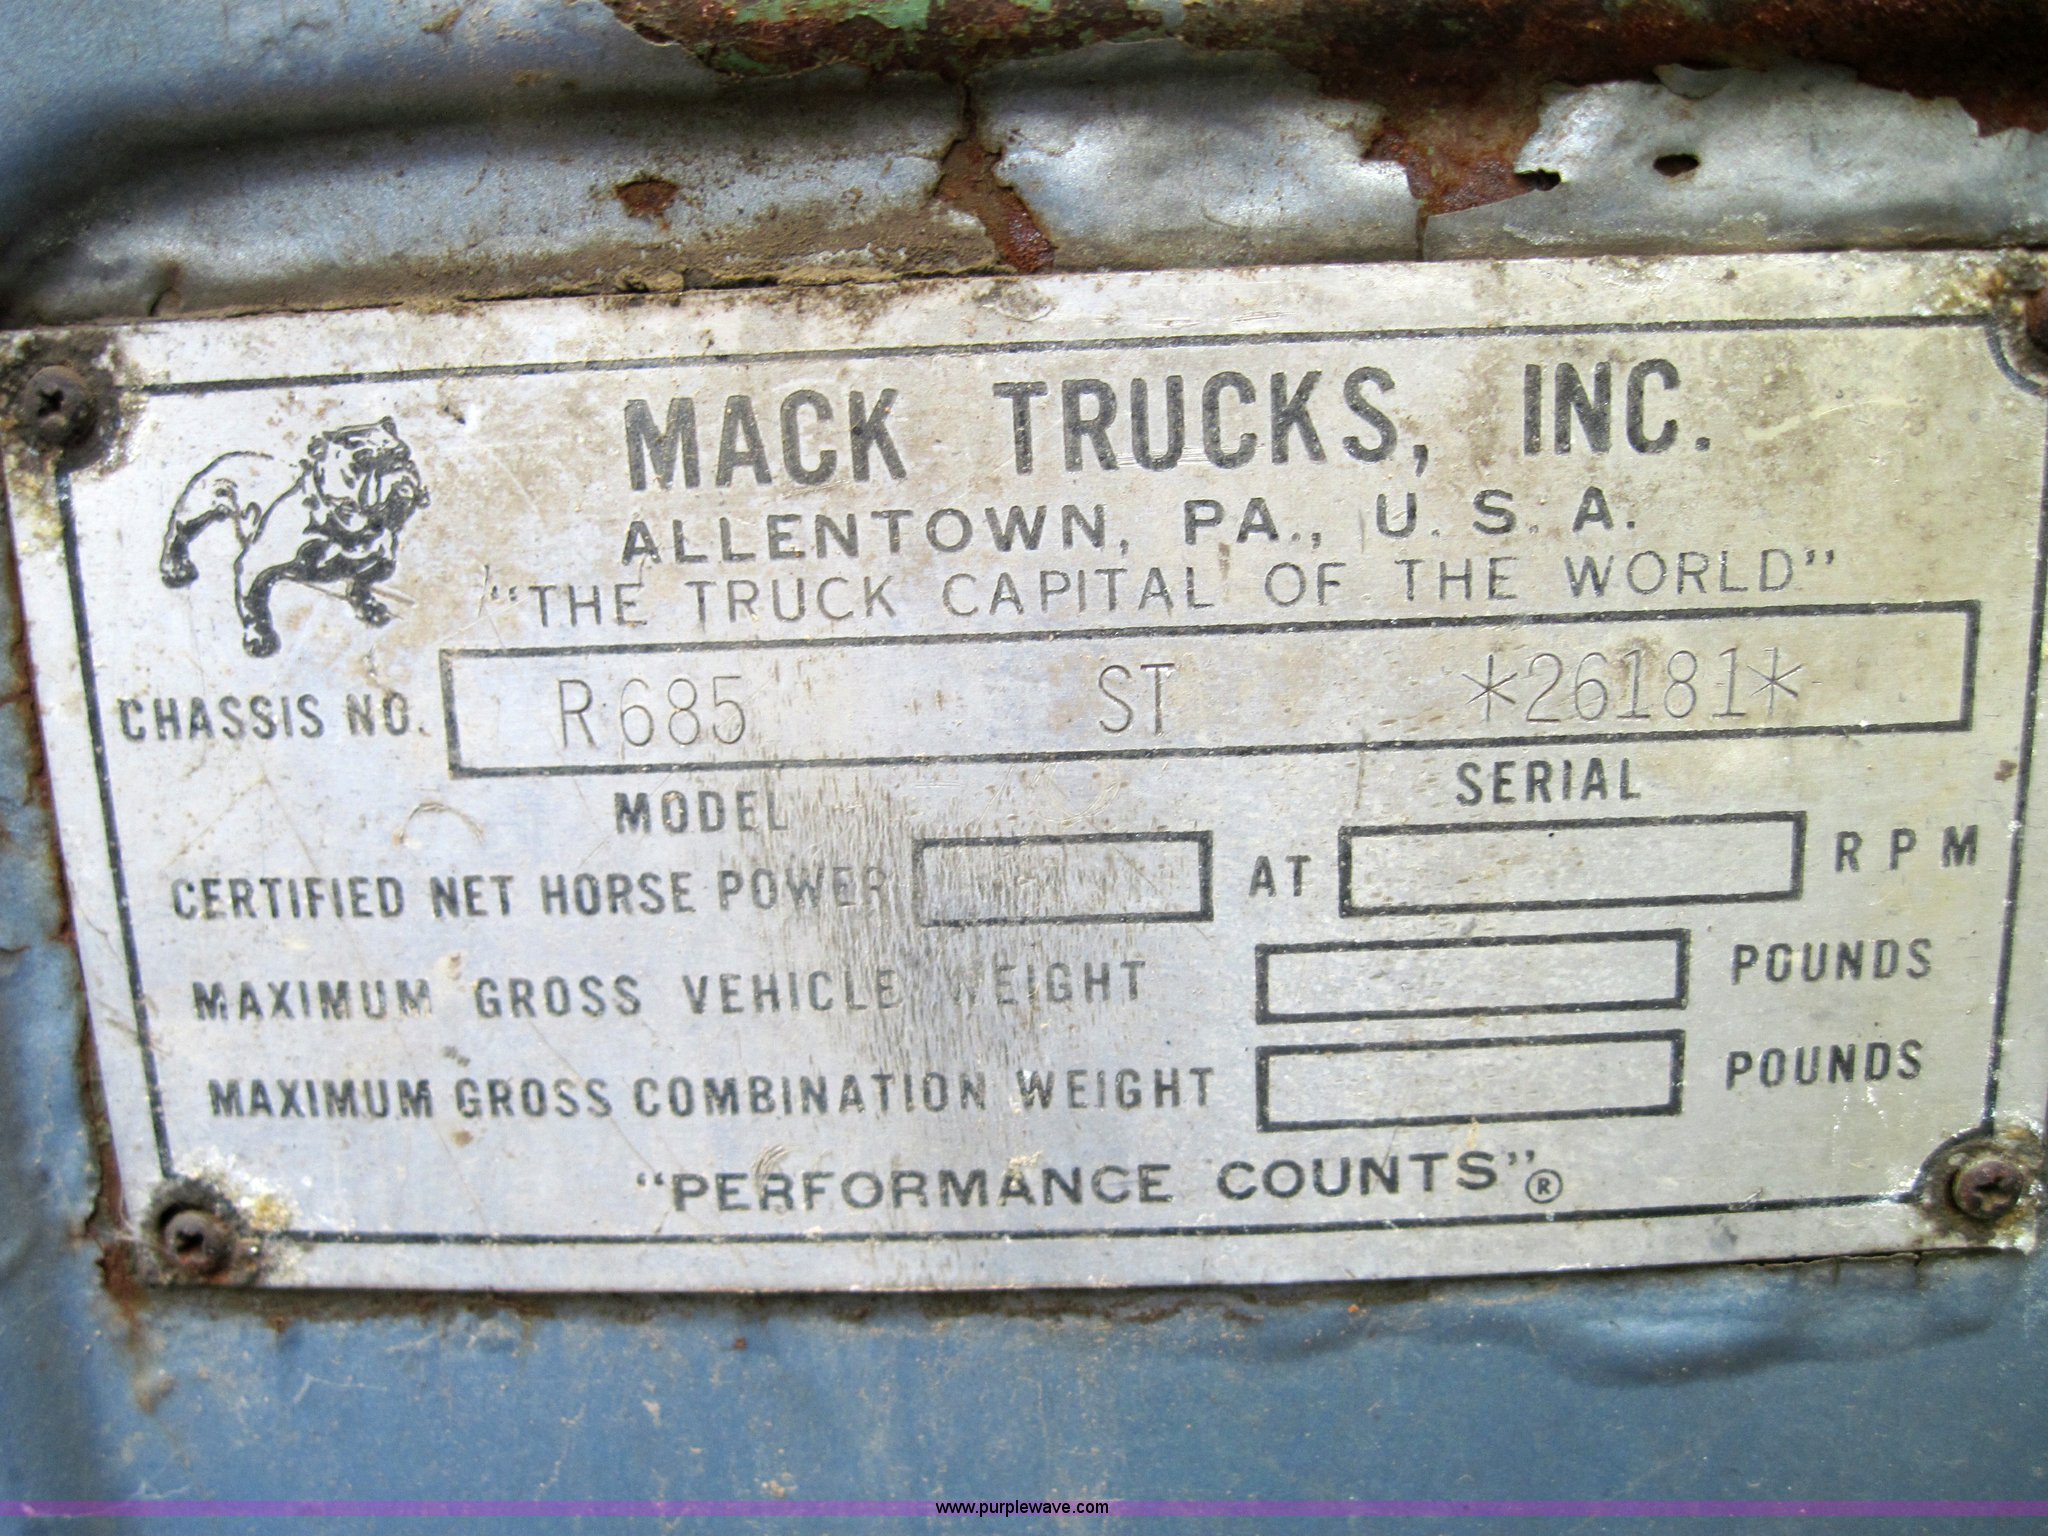 MACK TRUCKS, INC.
ALLENTOWN, PA., U. S. A.
"THE TRUCK CAPITAL OF THE WORLD"
CHASSIS NO. R 685 ST *26181*
MODEL SERIAL
CERTIFIED NET HORSE POWER AT R P M
MAXIMUM GROSS VEHICLE WEIGHT POUNDS
MAXIMUM GROSS COMBINATION WEIGHT POUNDS
"PERFORMANCE COUNTS"®
www.purplewave.com